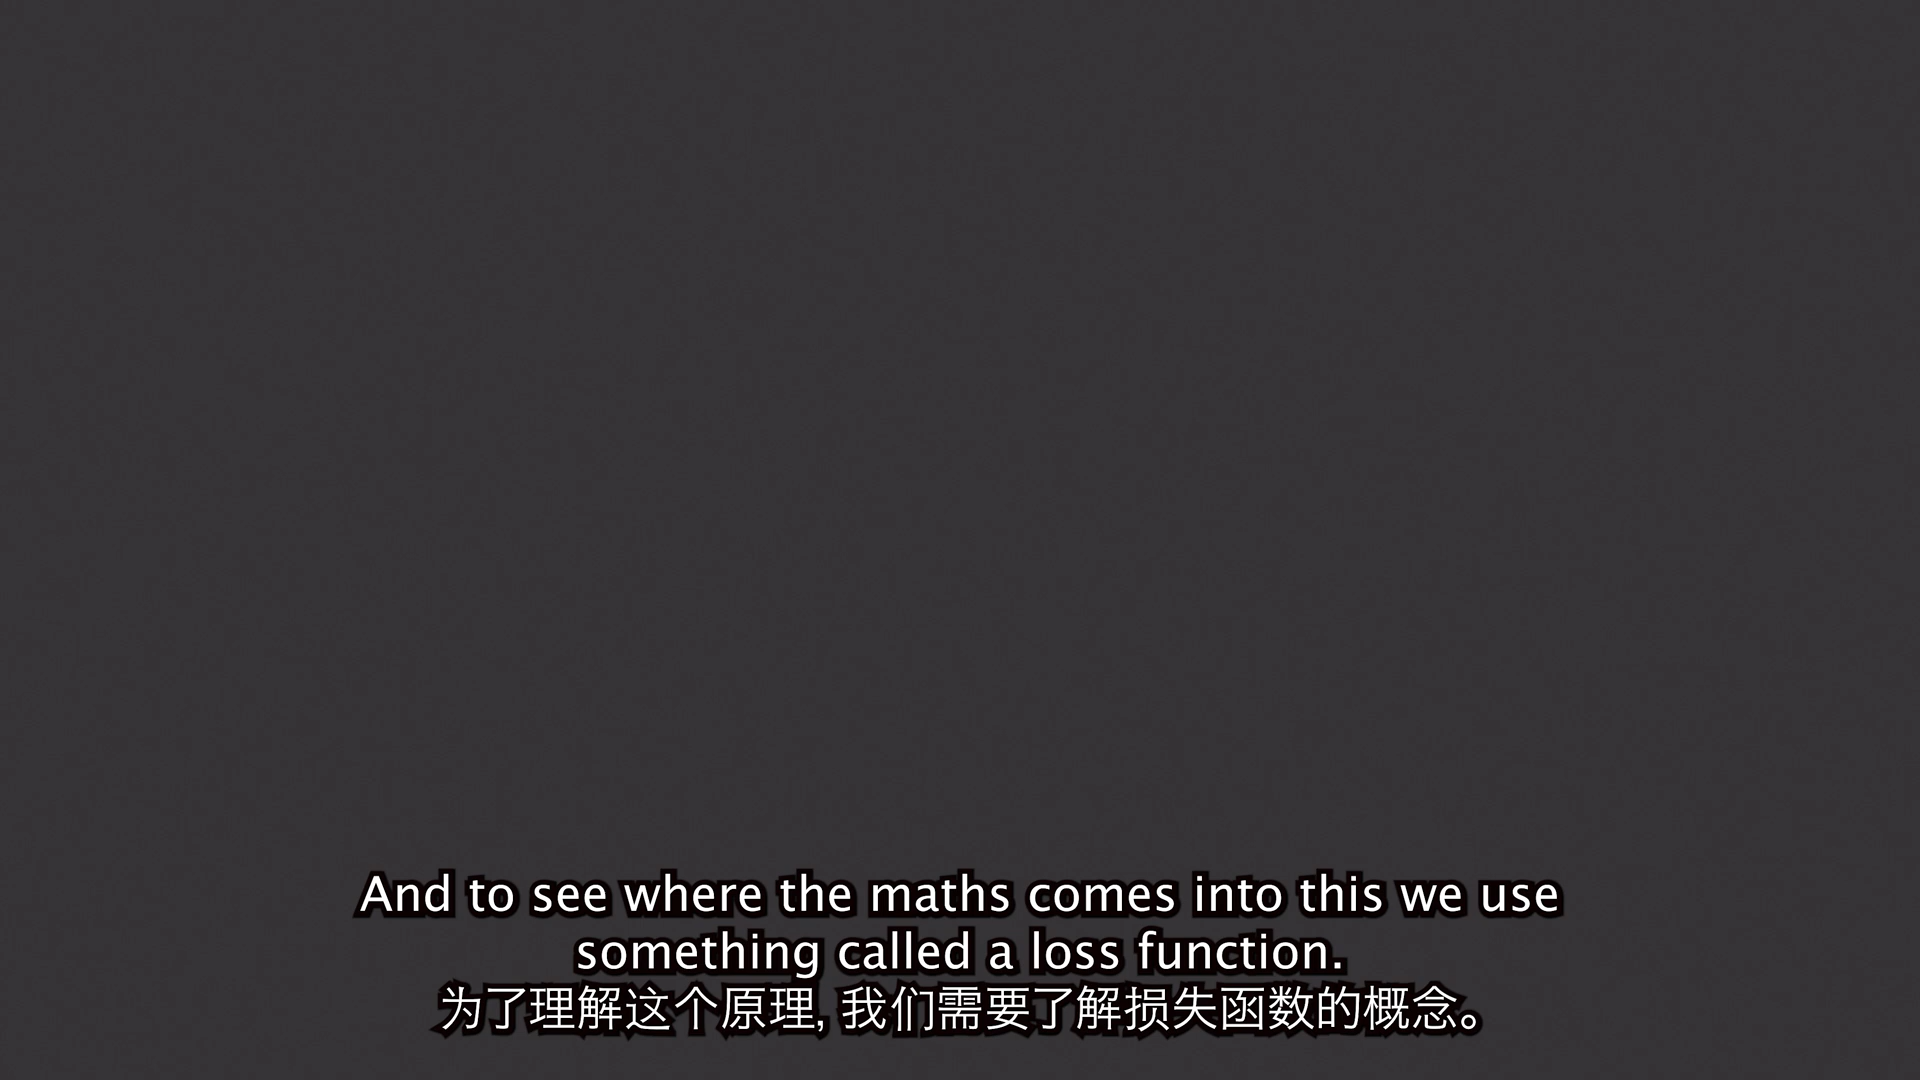 And to see where the maths comes into this we use
something called a loss function.
为了理解这个原理, 我们需要了解损失函数的概念。